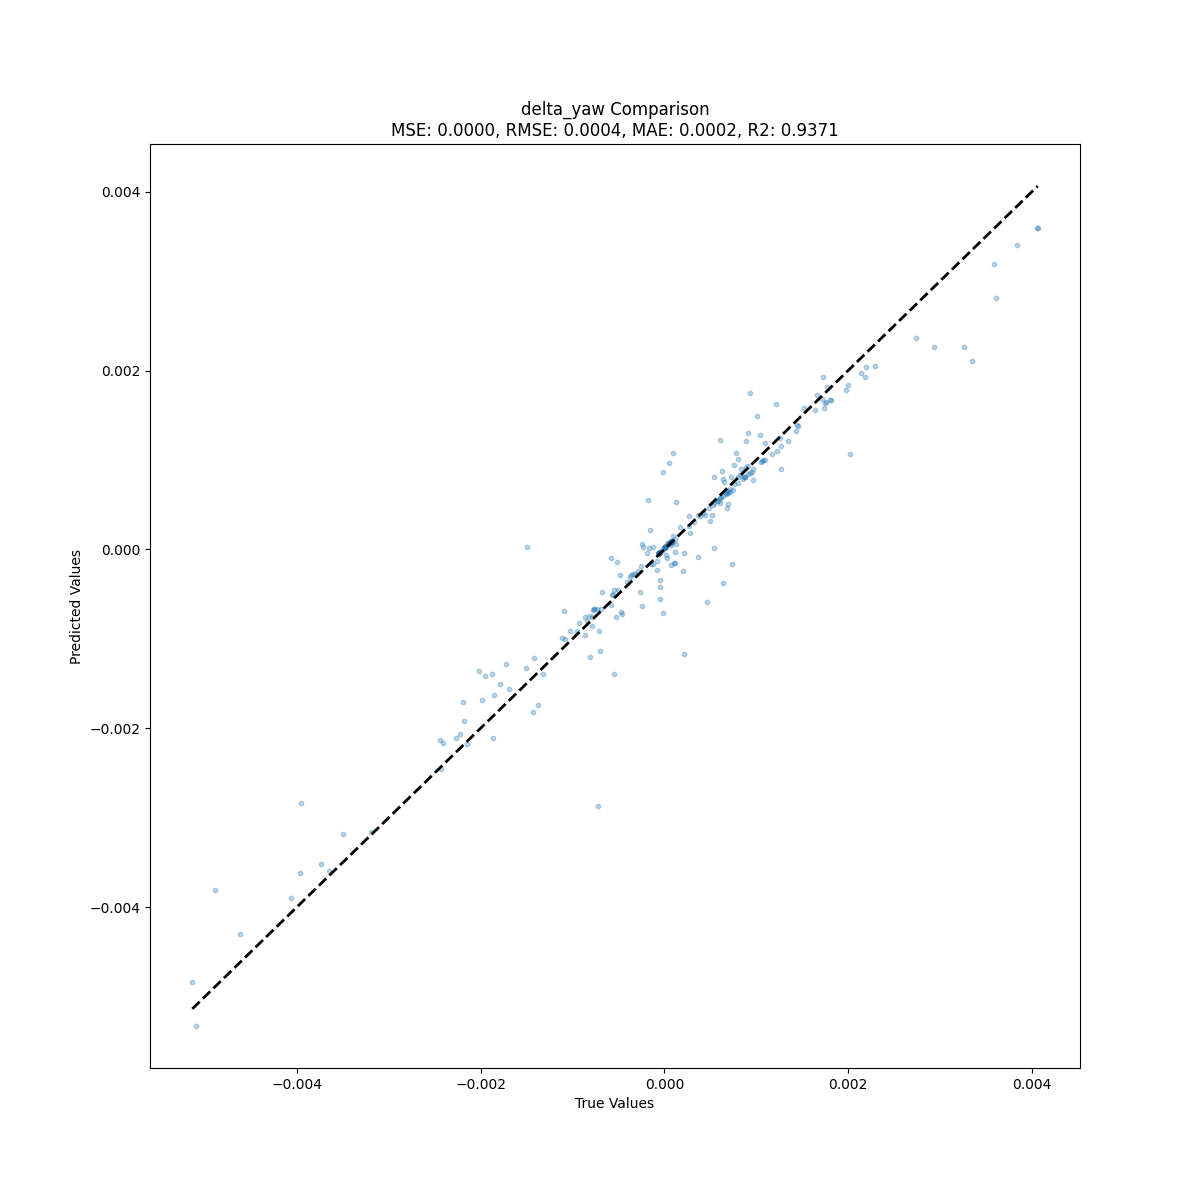 delta_yaw Comparison
MSE: 0.0000, RMSE: 0.0004, MAE: 0.0002, R2: 0.9371
0.004
0.002
0.000
−0.002
−0.004
Predicted Values
−0.004 −0.002 0.000 0.002 0.004
True Values